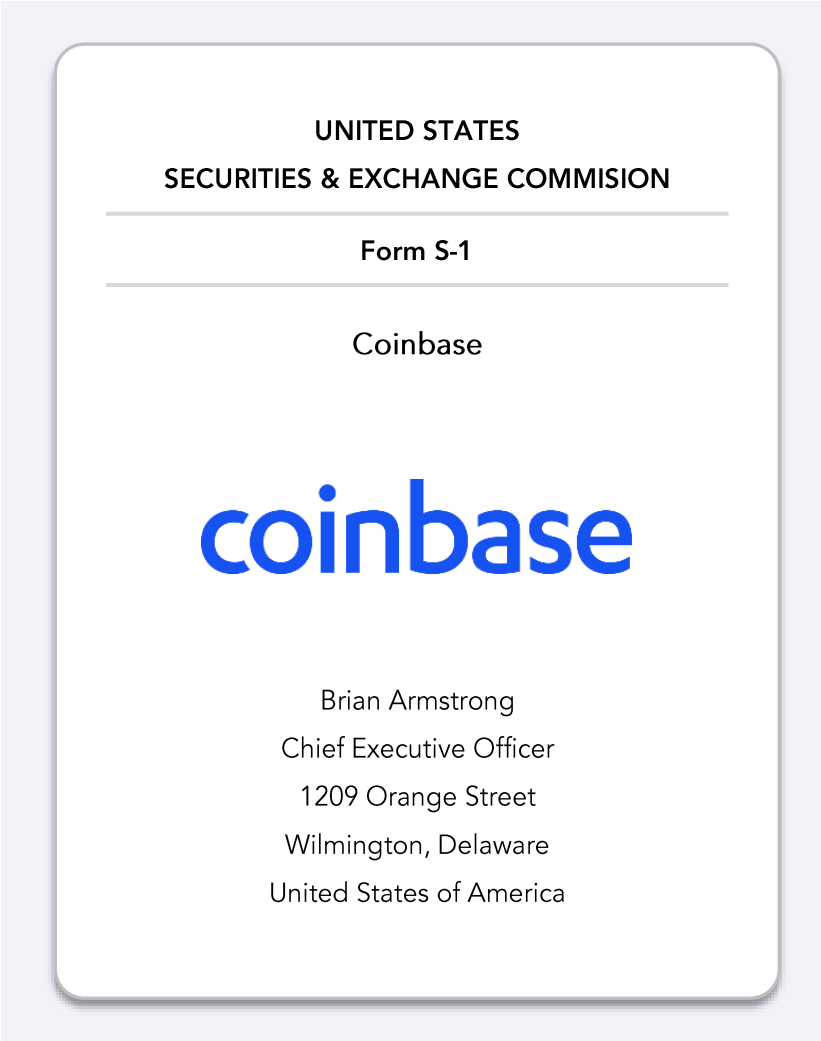 UNITED STATES
SECURITIES & EXCHANGE COMMISION
Form S-1
Coinbase
coinbase
Brian Armstrong
Chief Executive Officer
1209 Orange Street
Wilmington, Delaware
United States of America